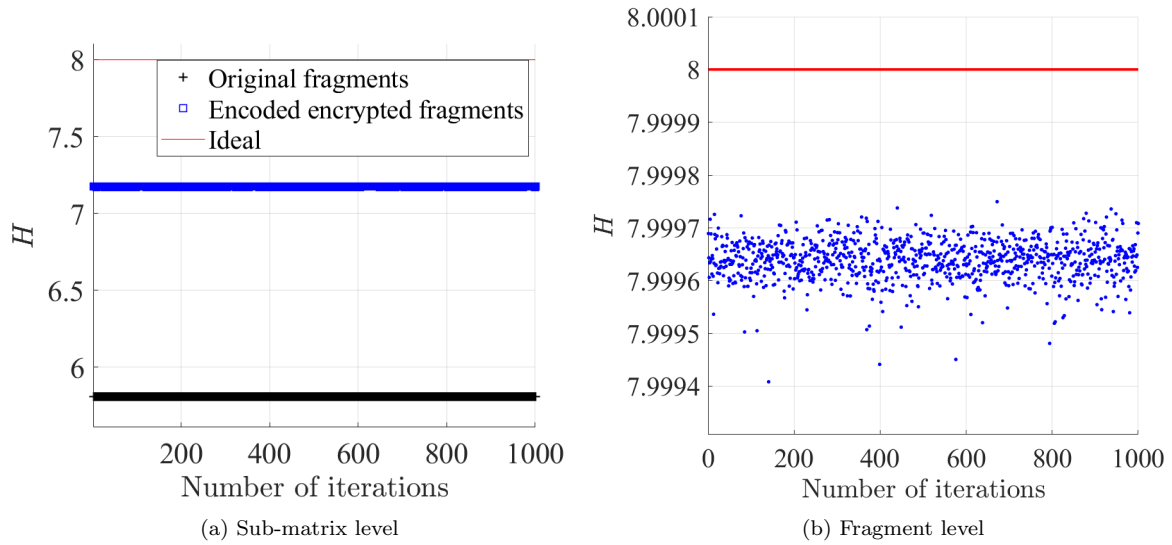 8
7.5
7
6.5
6
H
Original fragments
Encoded encrypted fragments
Ideal
200 400 600 800 1000
Number of iterations
(a) Sub-matrix level
8.0001
8
7.9999
7.9998
7.9997
7.9996
7.9995
7.9994
H
0 200 400 600 800 1000
Number of iterations
(b) Fragment level